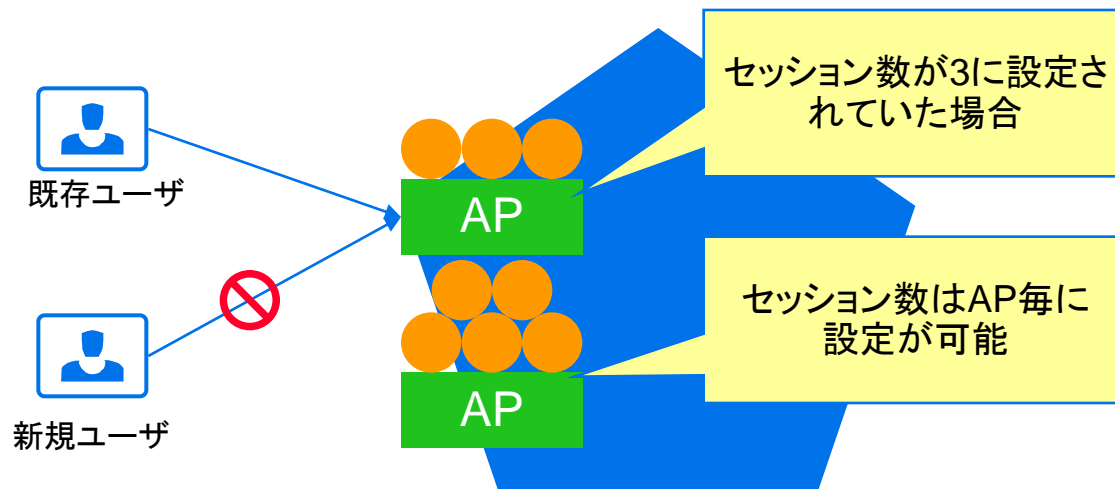 セッション数が3に設定さ
れていた場合
既存ユーザ
AP
セッション数はAP毎に
設定が可能
AP
新規ユーザ